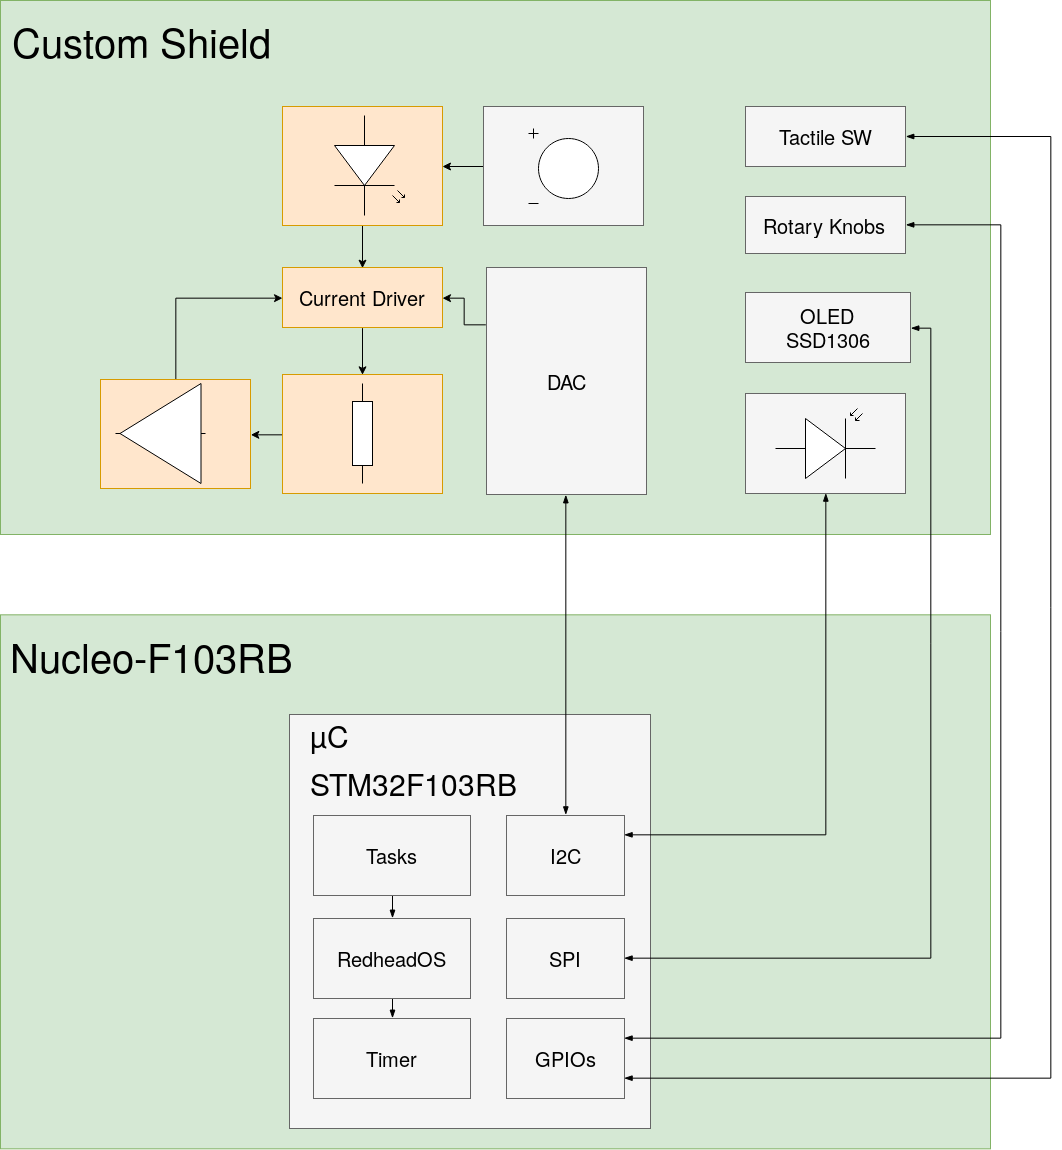 Custom Shield
+
−
Tactile SW
Rotary Knobs
Current Driver
OLED
SSD1306
DAC
Nucleo-F103RB
µC
STM32F103RB
Tasks
I2C
RedheadOS
SPI
Timer
GPIOs